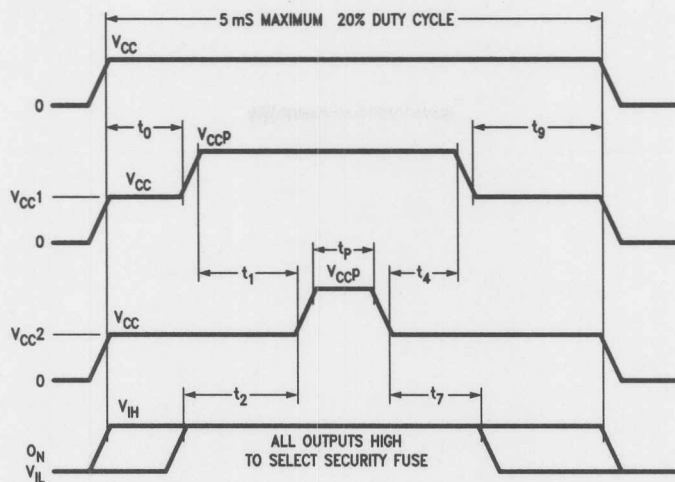 5 mS MAXIMUM 20% DUTY CYCLE
VCC
0
t0
VCCP
t9
VCC1
VCC
0
tP
t1
VCCP
t4
VCC2
VCC
0
t2
t7
VIH
ALL OUTPUTS HIGH
ON
TO SELECT SECURITY FUSE
VIL